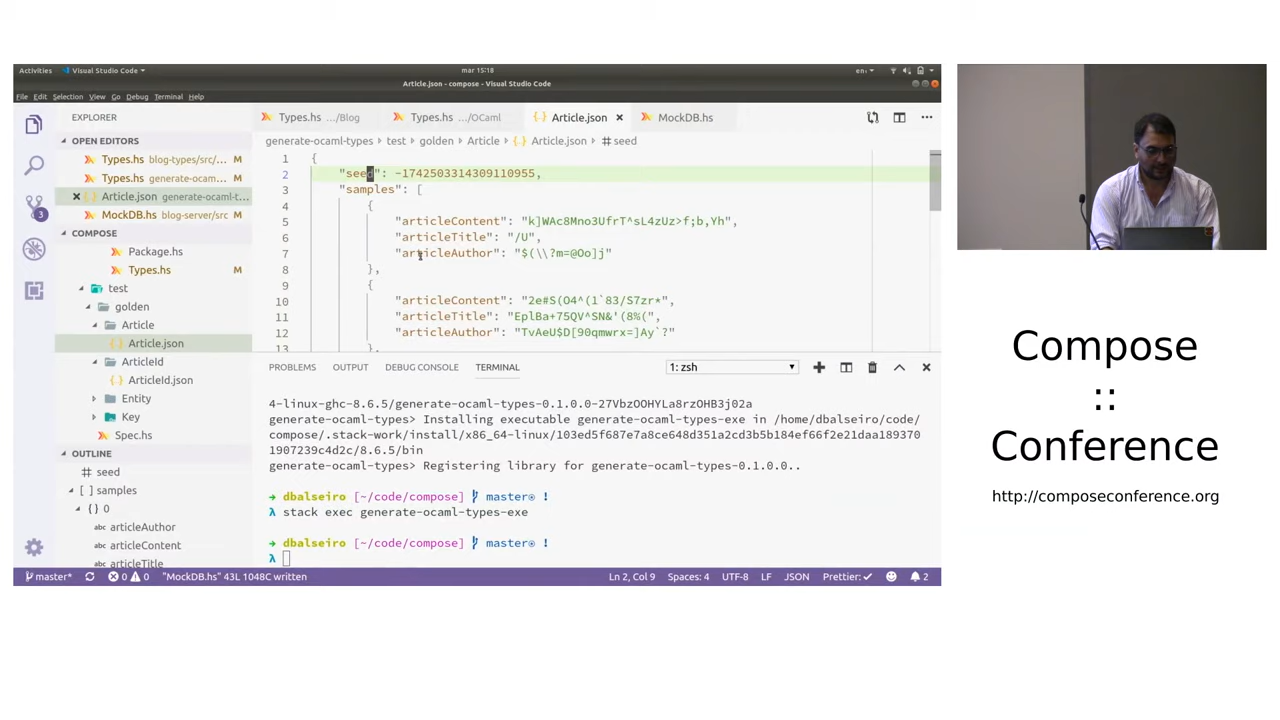 Activities Visual Studio Code
mar 15:18
en
Article.json - compose - Visual Studio Code
File Edit Selection View Go Debug Terminal Help
EXPLORER
Types.hs .../Blog
Types.hs .../OCaml
Article.json ×
MockDB.hs
OPEN EDITORS
generate-ocaml-types › test › golden › Article › {} Article.json › # seed
Types.hs blog-types/src/... M
Types.hs generate-ocam... M
Article.json generate-ocaml-t...
MockDB.hs blog-server/src M
COMPOSE
Package.hs
Types.hs M
test
golden
Article
Article.json
ArticleId
ArticleId.json
Entity
Key
Spec.hs
OUTLINE
# seed
[ ] samples
{} 0
abc articleAuthor
abc articleContent
abc articleTitle
1 {
2 "seed": -1742503314309110955,
3 "samples": [
4 {
5 "articleContent": "k]WAc8Mno3UfrT^sL4zUz>f;b,Yh",
6 "articleTitle": "/U",
7 "articleAuthor": "$(\\?m=@Oo]j"
8 },
9 {
10 "articleContent": "2e#S(O4^(1`83/S7zr*",
11 "articleTitle": "EplBa+75QV^SN&'(8%(",
12 "articleAuthor": "TvAeU$D[90qmwrx=]Ay`?"
13 },
PROBLEMS OUTPUT DEBUG CONSOLE TERMINAL
1: zsh
4-linux-ghc-8.6.5/generate-ocaml-types-0.1.0.0-27VbzOOHYLa8rzOHB3j02a
generate-ocaml-types> Installing executable generate-ocaml-types-exe in /home/dbalseiro/code/
compose/.stack-work/install/x86_64-linux/103ed5f687e7a8ce648d351a2cd3b5b184ef66f2e21daa189370
1907239c4d2c/8.6.5/bin
generate-ocaml-types> Registering library for generate-ocaml-types-0.1.0.0..
➜ dbalseiro [~/code/compose] master !
λ stack exec generate-ocaml-types-exe
➜ dbalseiro [~/code/compose] master !
λ
master* 0 0 "MockDB.hs" 43L 1048C written
Ln 2, Col 9 Spaces: 4 UTF-8 LF JSON Prettier: ✓ 2
3
Compose
::
Conference
http://composeconference.org